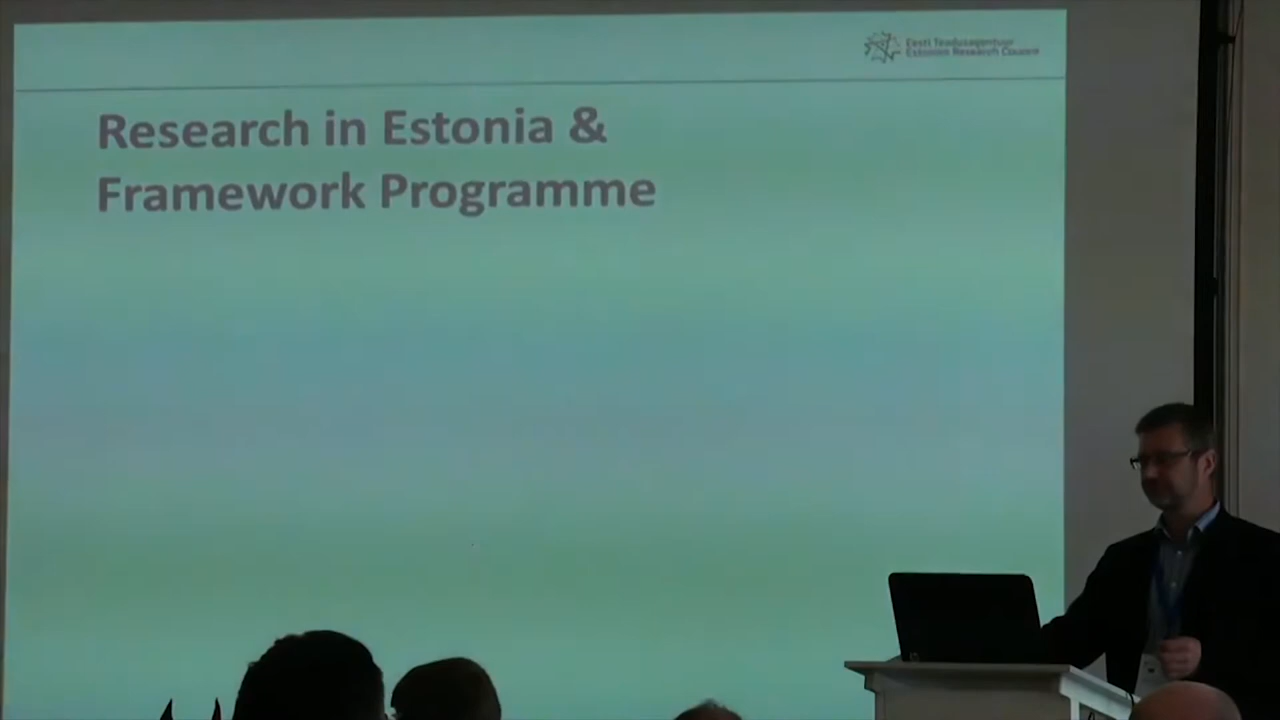 Eesti Teadusagentuur
Estonian Research Council
Research in Estonia &
Framework Programme